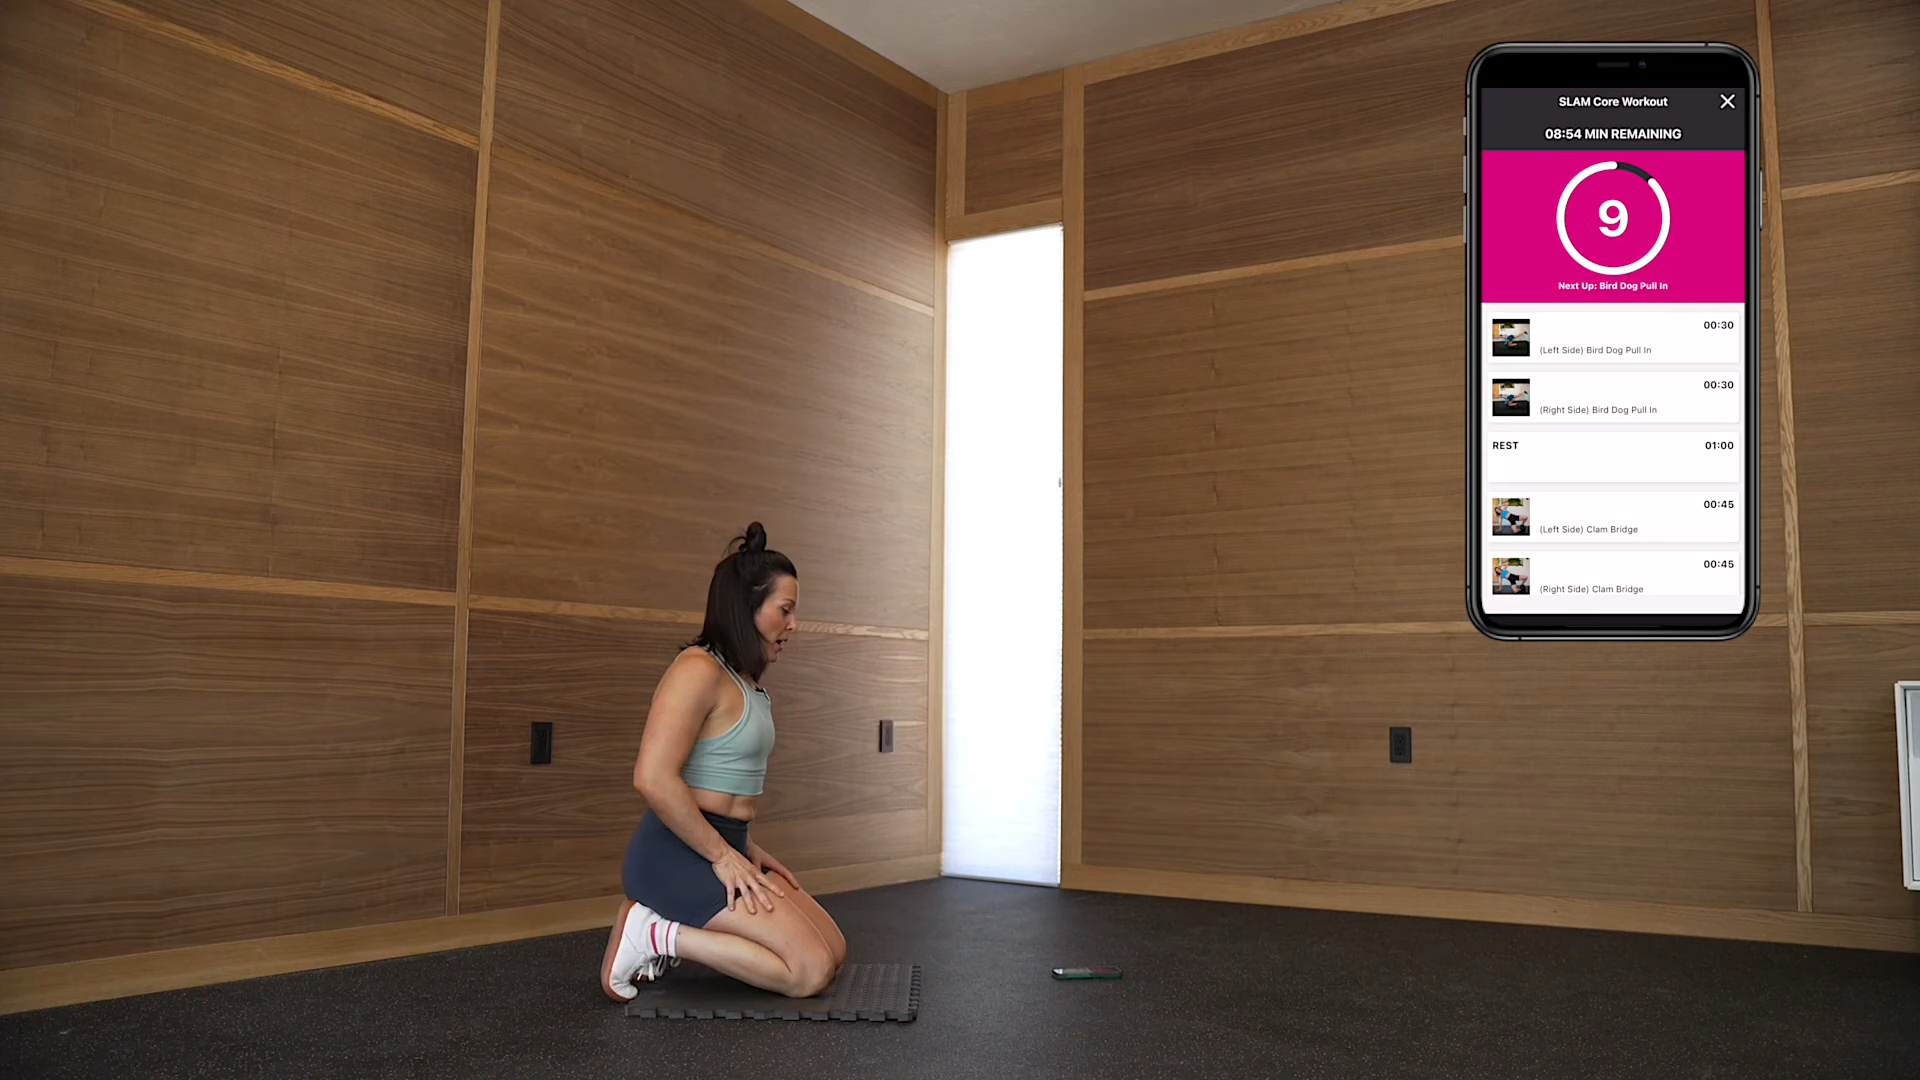 SLAM Core Workout
08:54 MIN REMAINING
9
Next Up: Bird Dog Pull In
00:30
(Left Side) Bird Dog Pull In
00:30
(Right Side) Bird Dog Pull In
REST 01:00
00:45
(Left Side) Clam Bridge
00:45
(Right Side) Clam Bridge